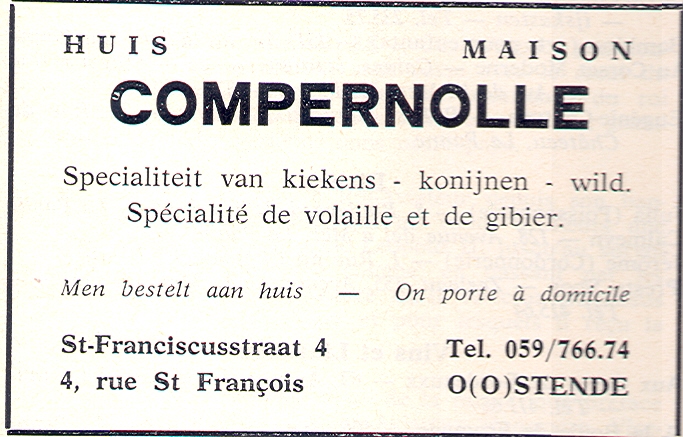 HUIS MAISON
COMPERNOLLE
Specialiteit van kiekens - konijnen - wild.
Spécialité de volaille et de gibier.
Men bestelt aan huis — On porte à domicile
St-Franciscusstraat 4 Tel. 059/766.74
4, rue St François O(O)STENDE